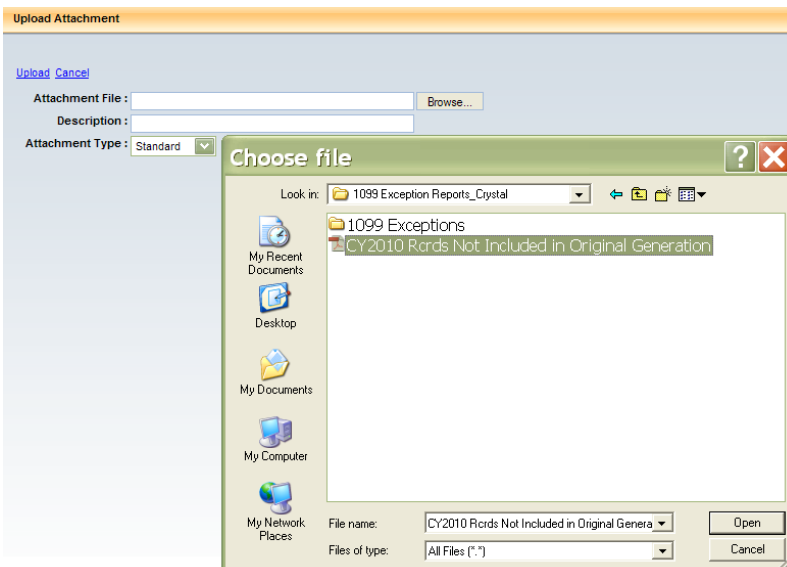 Upload Attachment
Upload Cancel
Attachment File :
Browse...
Description :
Attachment Type : Standard
Choose file
?
Look in: 1099 Exception Reports_Crystal
1099 Exceptions
CY2010 Rcrds Not Included in Original Generation
My Recent
Documents
Desktop
My Documents
My Computer
My Network
Places
File name: CY2010 Rcrds Not Included in Original Genera
Open
Files of type: All Files (*.*)
Cancel